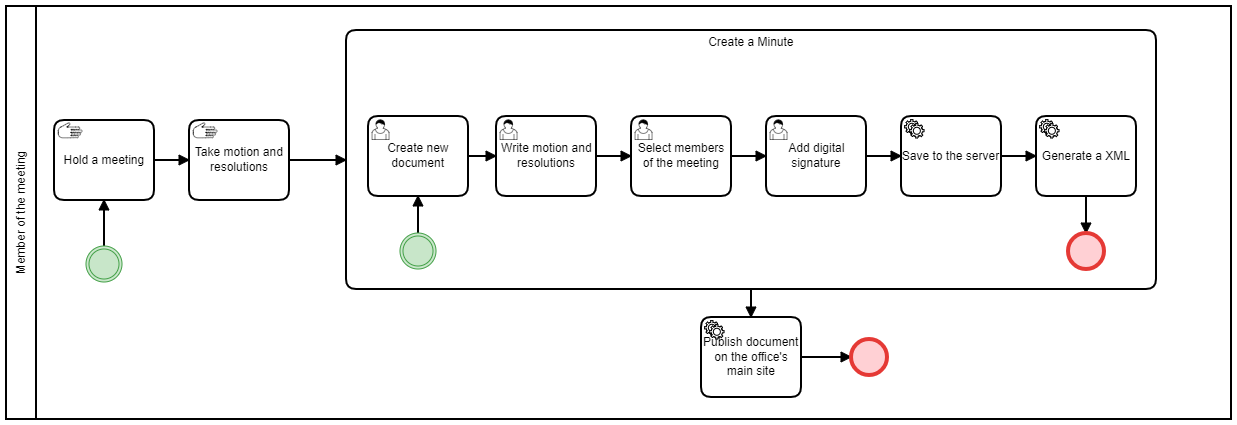 Member of the meeting
Create a Minute
Hold a meeting
Take motion and
resolutions
Create new
document
Write motion and
resolutions
Select members
of the meeting
Add digital
signature
Save to the server
Generate a XML
Publish document
on the office's
main site